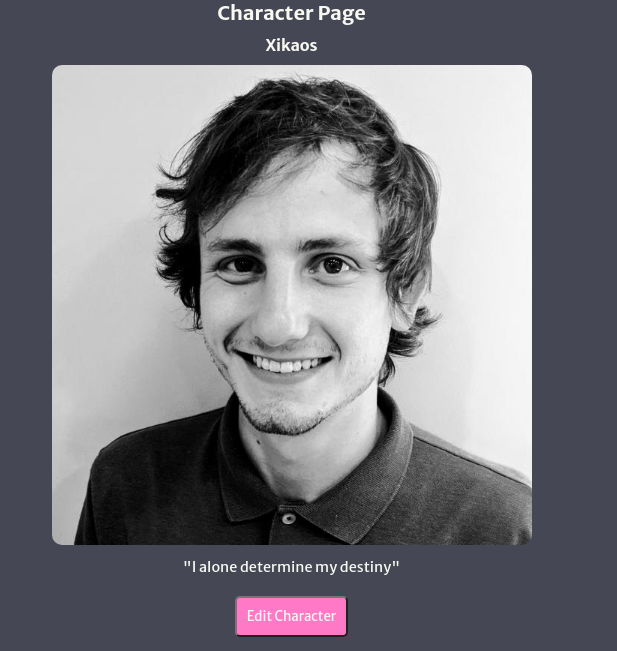 Character Page
Xikaos
"I alone determine my destiny"
Edit Character